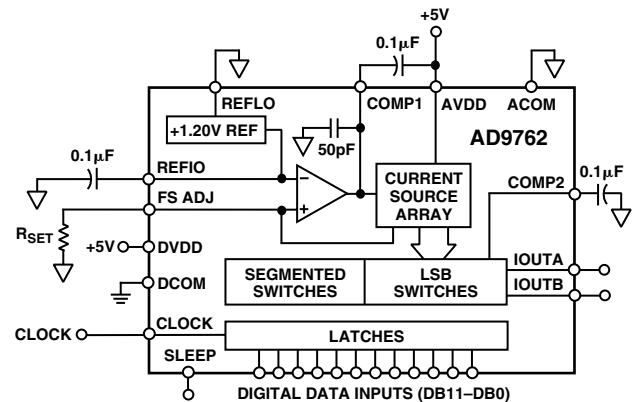 +5V
0.1μF
REFLO
COMP1
AVDD
ACOM
+1.20V REF
50pF
AD9762
0.1μF
REFIO
FS ADJ
RSET
+5V
DVDD
DCOM
−
+
CURRENT
SOURCE
ARRAY
COMP2
0.1μF
SEGMENTED
SWITCHES
LSB
SWITCHES
IOUTA
IOUTB
CLOCK
CLOCK
LATCHES
SLEEP
DIGITAL DATA INPUTS (DB11–DB0)